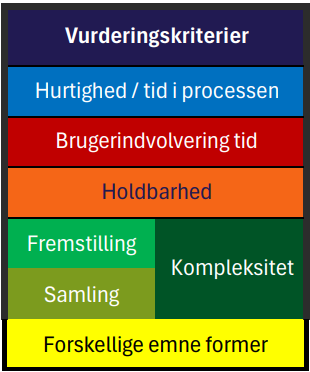 Vurderingskriterier
Hurtighed / tid i processen
Brugerindvolvering tid
Holdbarhed
Fremstilling
Kompleksitet
Samling
Forskellige emne former